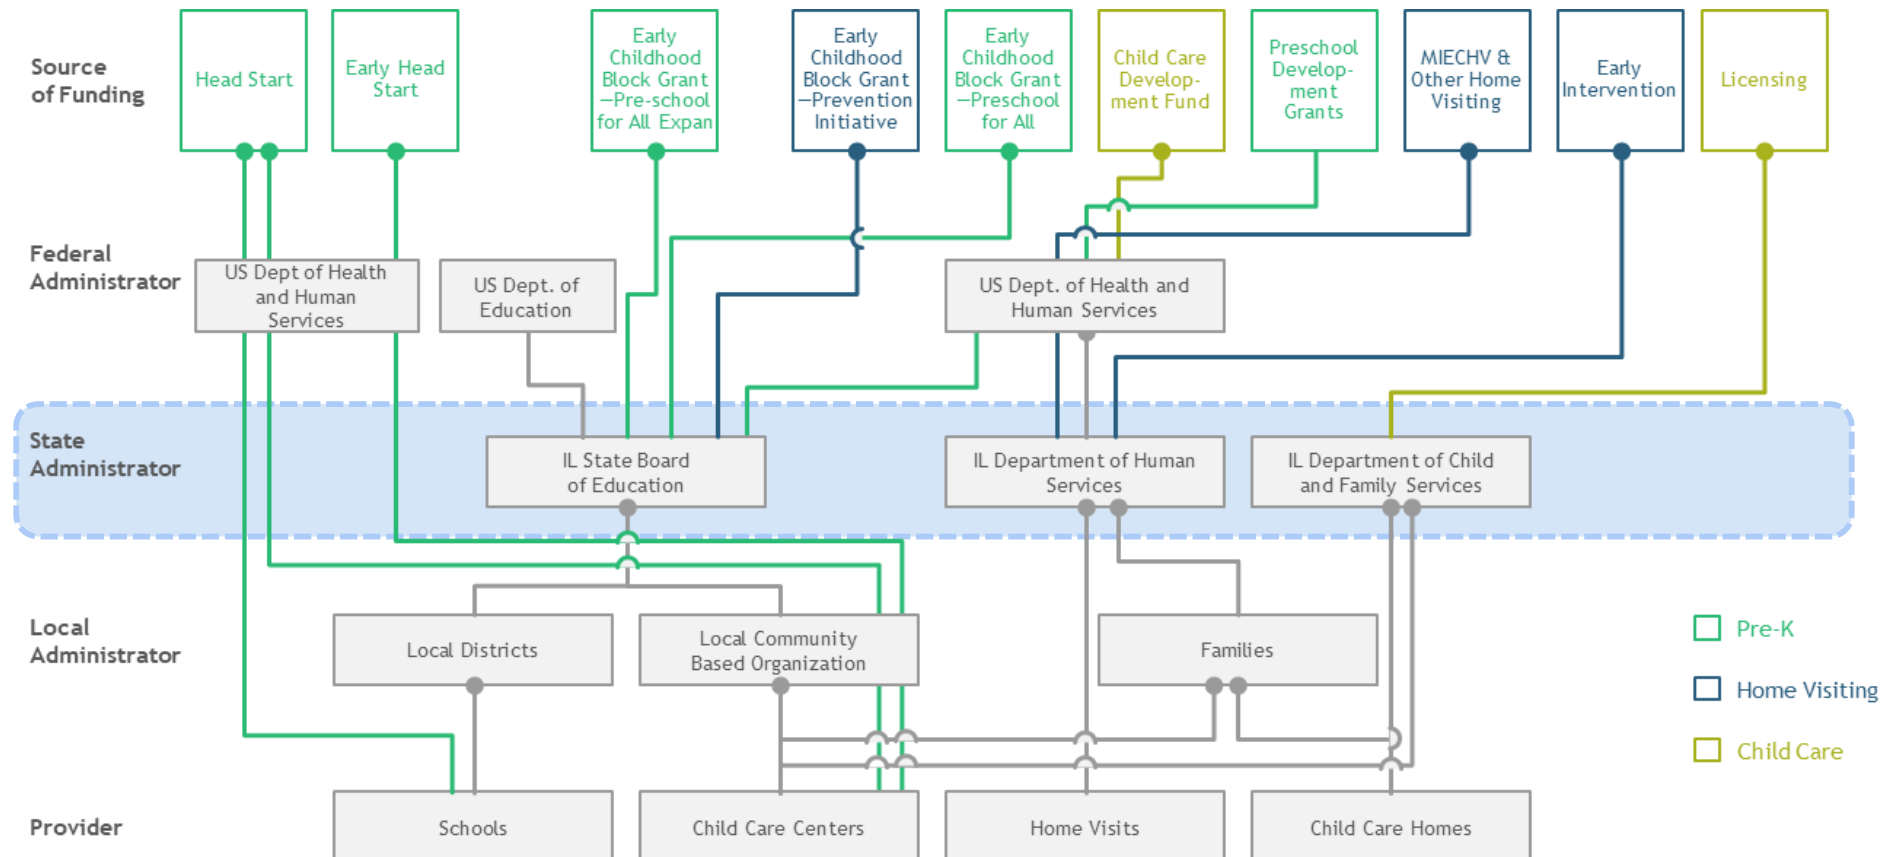 Source
of Funding
Head Start
Early Head
Start
Early
Childhood
Block Grant
—Pre-school
for All Expan
Early
Childhood
Block Grant
—Prevention
Initiative
Early
Childhood
Block Grant
—Preschool
for All
Child Care
Develop-
ment Fund
Preschool
Develop-
ment
Grants
MIECHV &
Other Home
Visiting
Early
Intervention
Licensing
Federal
Administrator
US Dept of Health
and Human
Services
US Dept. of
Education
US Dept. of Health and
Human Services
State
Administrator
IL State Board
of Education
IL Department of Human
Services
IL Department of Child
and Family Services
Local
Administrator
Local Districts
Local Community
Based Organization
Families
Pre-K
Home Visiting
Child Care
Provider
Schools
Child Care Centers
Home Visits
Child Care Homes